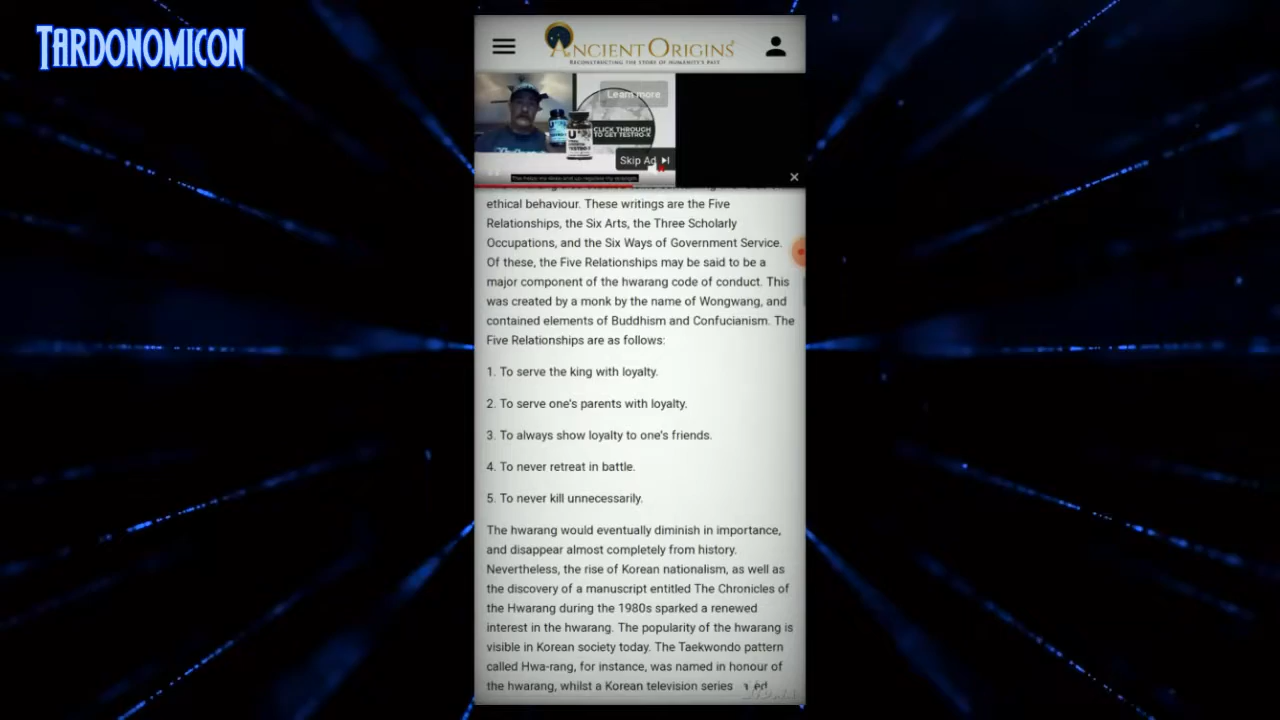 TARDONOMICON
ANCIENT ORIGINS
RECONSTRUCTING THE STORY OF HUMANITY'S PAST
Learn more
CLICK THROUGH
TO GET TESTRO-X
Skip Ad
ethical behaviour. These writings are the Five
Relationships, the Six Arts, the Three Scholarly
Occupations, and the Six Ways of Government Service.
Of these, the Five Relationships may be said to be a
major component of the hwarang code of conduct. This
was created by a monk by the name of Wongwang, and
contained elements of Buddhism and Confucianism. The
Five Relationships are as follows:
1. To serve the king with loyalty.
2. To serve one's parents with loyalty.
3. To always show loyalty to one's friends.
4. To never retreat in battle.
5. To never kill unnecessarily.
The hwarang would eventually diminish in importance,
and disappear almost completely from history.
Nevertheless, the rise of Korean nationalism, as well as
the discovery of a manuscript entitled The Chronicles of
the Hwarang during the 1980s sparked a renewed
interest in the hwarang. The popularity of the hwarang is
visible in Korean society today. The Taekwondo pattern
called Hwa-rang, for instance, was named in honour of
the hwarang, whilst a Korean television series